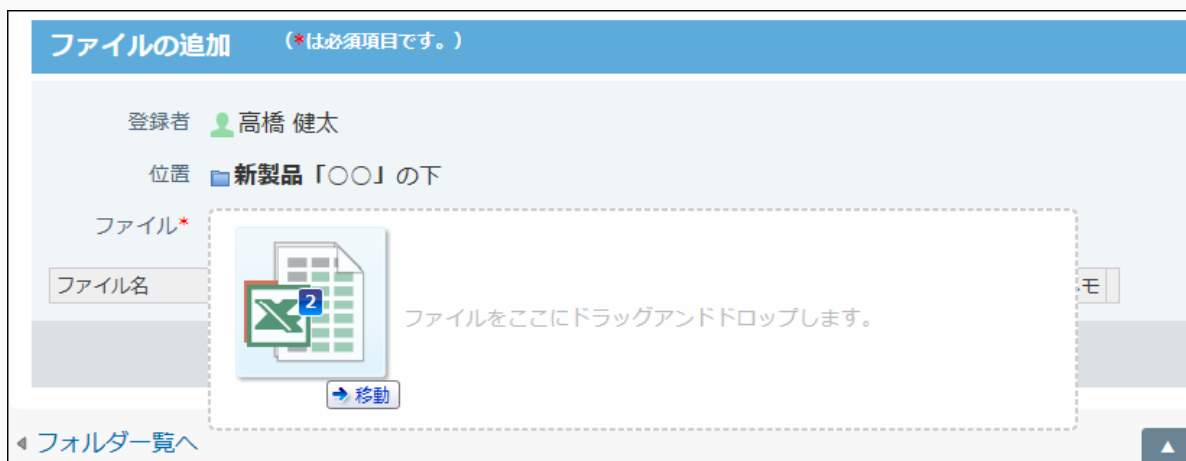 ファイルの追加 (*は必須項目です。)
登録者 高橋 健太
位置 新製品「○○」の下
ファイル*
2
ファイル名
ファイルをここにドラッグアンドドロップします。
モ
移動
フォルダー覧へ